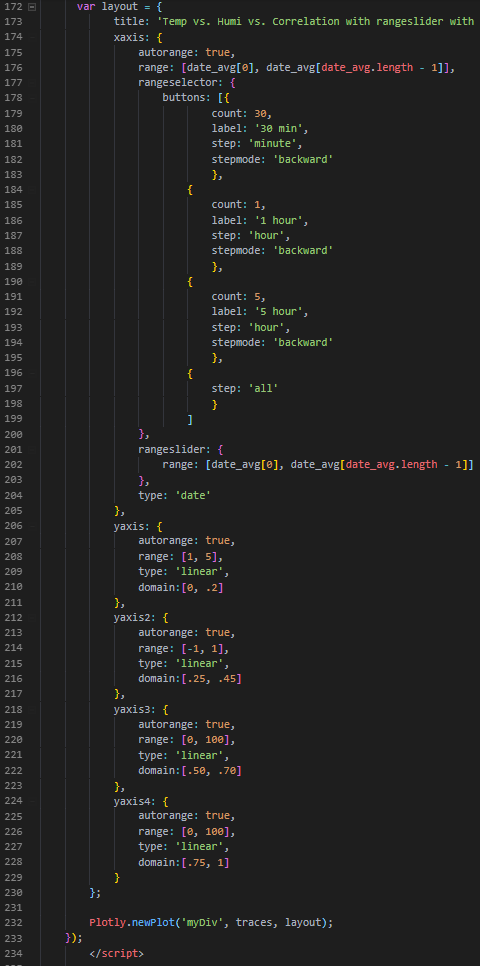 172 var layout = {
173 title: 'Temp vs. Humi vs. Correlation with rangeslider with
174 xaxis: {
175 autorange: true,
176 range: [date_avg[0], date_avg[date_avg.length - 1]],
177 rangeselector: {
178 buttons: [{
179 count: 30,
180 label: '30 min',
181 step: 'minute',
182 stepmode: 'backward'
183 },
184 {
185 count: 1,
186 label: '1 hour',
187 step: 'hour',
188 stepmode: 'backward'
189 },
190 {
191 count: 5,
192 label: '5 hour',
193 step: 'hour',
194 stepmode: 'backward'
195 },
196 {
197 step: 'all'
198 }
199 ]
200 },
201 rangeslider: {
202 range: [date_avg[0], date_avg[date_avg.length - 1]]
203 },
204 type: 'date'
205 },
206 yaxis: {
207 autorange: true,
208 range: [1, 5],
209 type: 'linear',
210 domain:[0, .2]
211 },
212 yaxis2: {
213 autorange: true,
214 range: [-1, 1],
215 type: 'linear',
216 domain:[.25, .45]
217 },
218 yaxis3: {
219 autorange: true,
220 range: [0, 100],
221 type: 'linear',
222 domain:[.50, .70]
223 },
224 yaxis4: {
225 autorange: true,
226 range: [0, 100],
227 type: 'linear',
228 domain:[.75, 1]
229 }
230 };
231
232 Plotly.newPlot('myDiv', traces, layout);
233 });
234 </script>